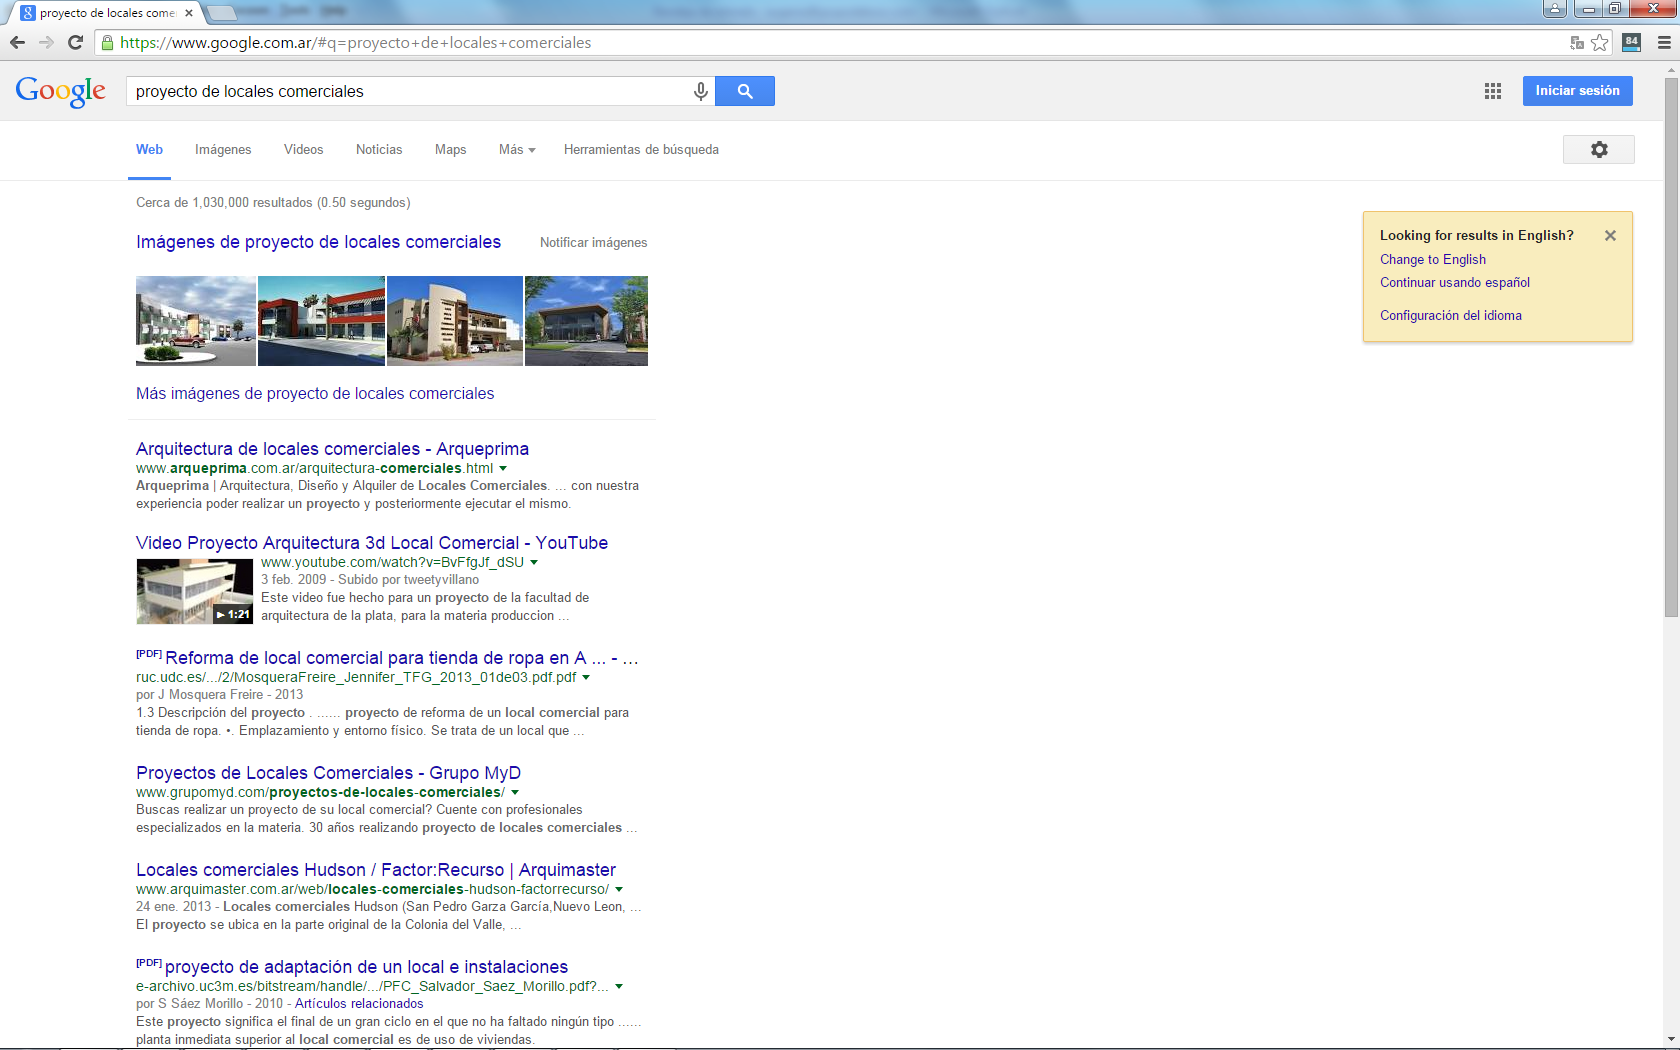 proyecto de locales come
https://www.google.com.ar/#q=proyecto+de+locales+comerciales
84
Google
proyecto de locales comerciales
Iniciar sesión
Web Imágenes Videos Noticias Maps Más Herramientas de búsqueda
Cerca de 1,030,000 resultados (0.50 segundos)
Looking for results in English?
Change to English
Continuar usando español
Configuración del idioma
Imágenes de proyecto de locales comerciales Notificar imágenes
Más imágenes de proyecto de locales comerciales
Arquitectura de locales comerciales - Arqueprima
www.arqueprima.com.ar/arquitectura-comerciales.html
Arqueprima | Arquitectura, Diseño y Alquiler de Locales Comerciales. ... con nuestra
experiencia poder realizar un proyecto y posteriormente ejecutar el mismo.
Video Proyecto Arquitectura 3d Local Comercial - YouTube
www.youtube.com/watch?v=BvFfgJf_dSU
3 feb. 2009 - Subido por tweetyvillano
Este video fue hecho para un proyecto de la facultad de
arquitectura de la plata, para la materia produccion ...
1:21
[PDF] Reforma de local comercial para tienda de ropa en A ... - ...
ruc.udc.es/.../2/MosqueraFreire_Jennifer_TFG_2013_01de03.pdf.pdf
por J Mosquera Freire - 2013
1.3 Descripción del proyecto . ...... proyecto de reforma de un local comercial para
tienda de ropa. •. Emplazamiento y entorno físico. Se trata de un local que ...
Proyectos de Locales Comerciales - Grupo MyD
www.grupomyd.com/proyectos-de-locales-comerciales/
Buscas realizar un proyecto de su local comercial? Cuente con profesionales
especializados en la materia. 30 años realizando proyecto de locales comerciales ...
Locales comerciales Hudson / Factor:Recurso | Arquimaster
www.arquimaster.com.ar/web/locales-comerciales-hudson-factorrecurso/
24 ene. 2013 - Locales comerciales Hudson (San Pedro Garza García,Nuevo Leon, ...
El proyecto se ubica en la parte original de la Colonia del Valle, ...
[PDF] proyecto de adaptación de un local e instalaciones
e-archivo.uc3m.es/bitstream/handle/.../PFC_Salvador_Saez_Morillo.pdf?...
por S Sáez Morillo - 2010 - Artículos relacionados
Este proyecto significa el final de un gran ciclo en el que no ha faltado ningún tipo ......
planta inmediata superior al local comercial es de uso de viviendas.